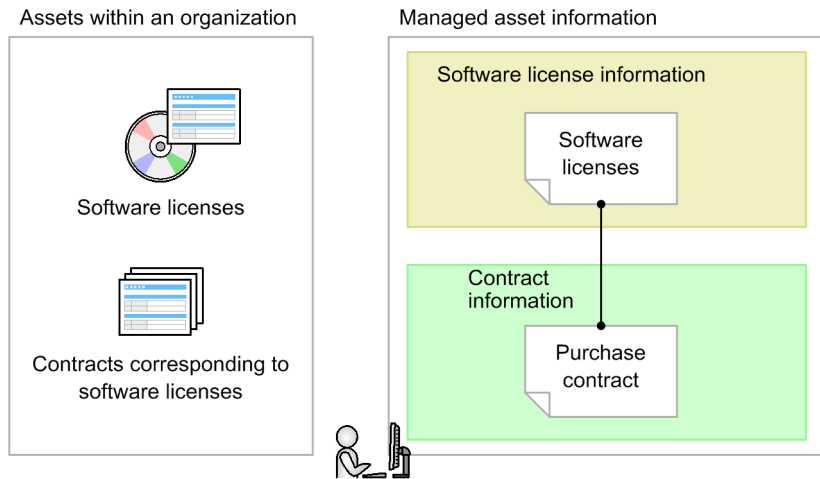 Assets within an organization
Software licenses
Contracts corresponding to
software licenses
Managed asset information
Software license information
Software
licenses
Contract
information
Purchase
contract